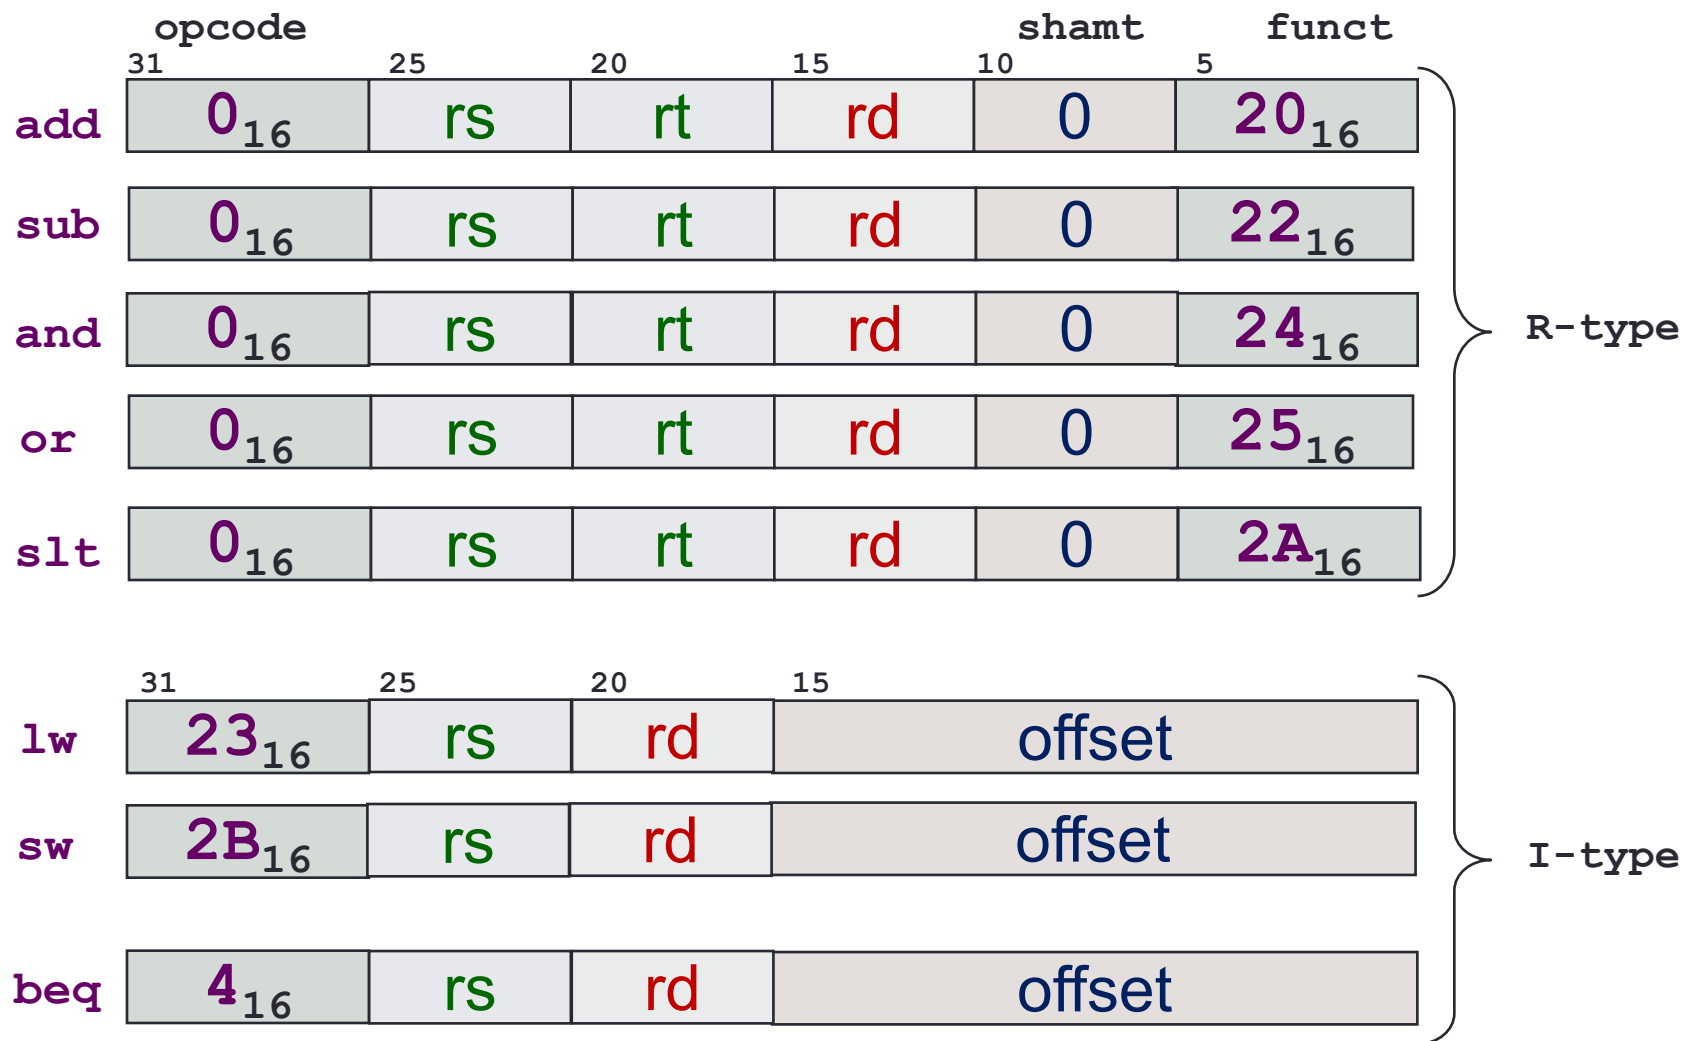 opcode shamt funct
31 25 20 15 10 5
add 0₁₆ rs rt rd 0 20₁₆
sub 0₁₆ rs rt rd 0 22₁₆
and 0₁₆ rs rt rd 0 24₁₆
R-type
or 0₁₆ rs rt rd 0 25₁₆
slt 0₁₆ rs rt rd 0 2A₁₆
31 25 20 15
lw 23₁₆ rs rd offset
sw 2B₁₆ rs rd offset
I-type
beq 4₁₆ rs rd offset